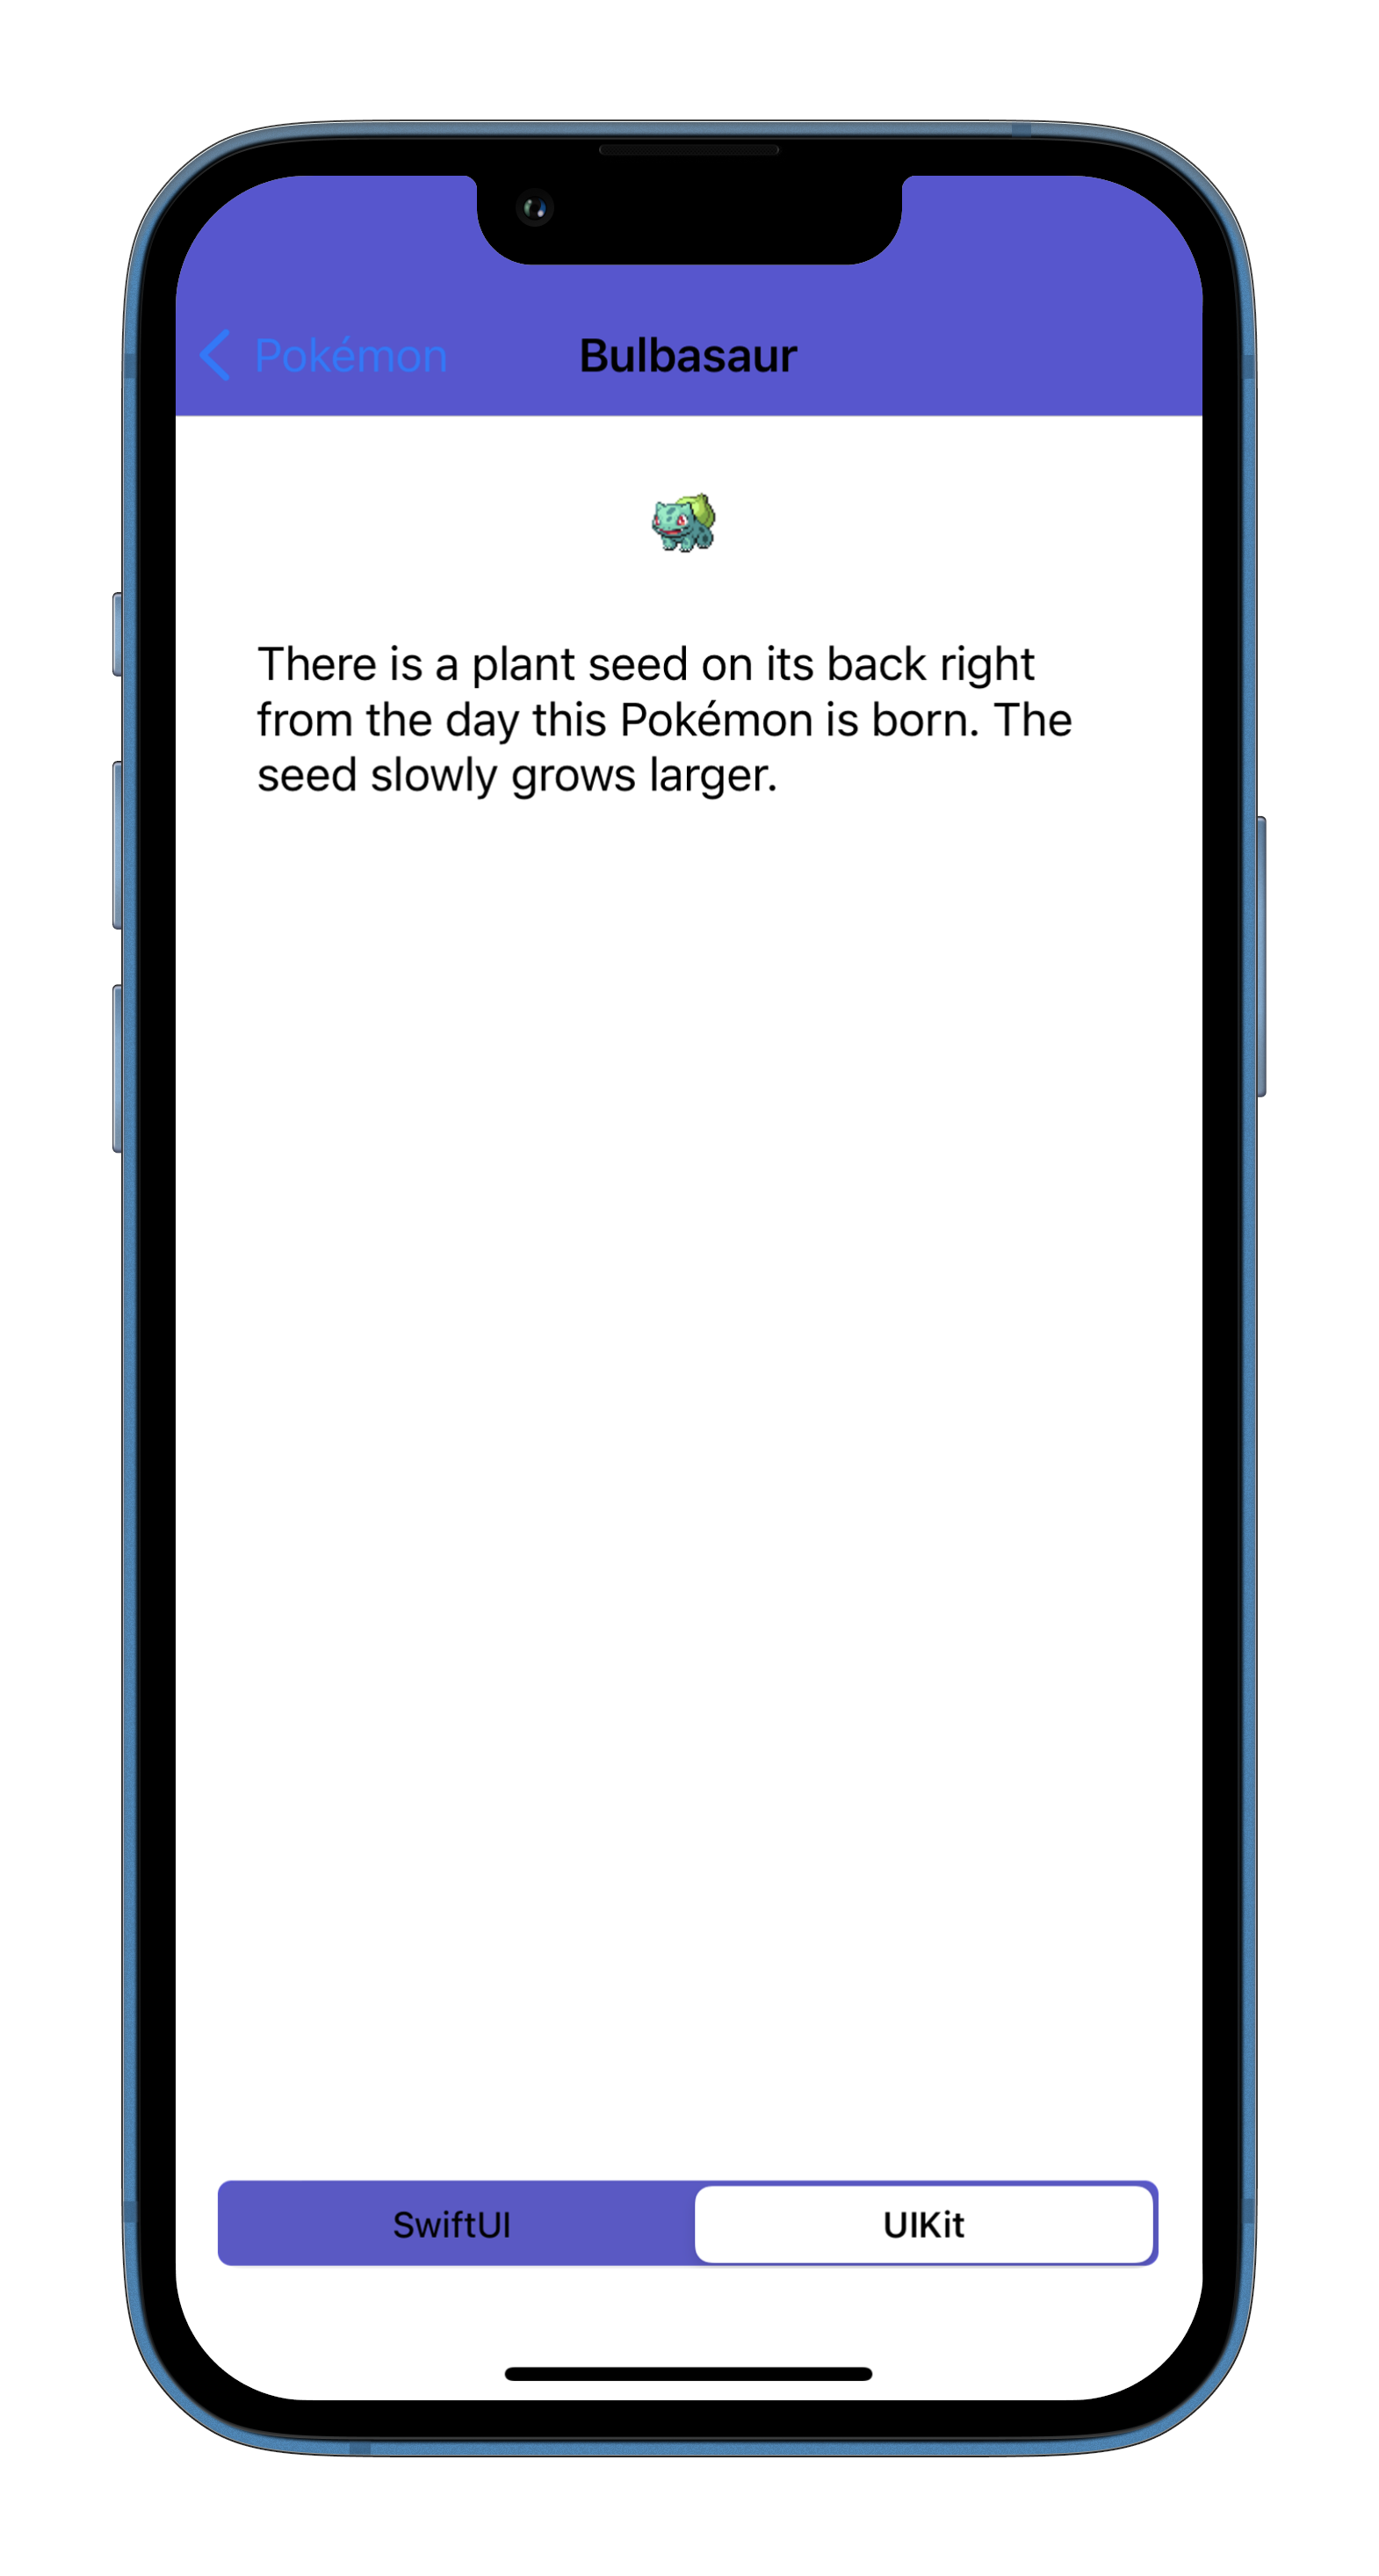 Pokémon
Bulbasaur
There is a plant seed on its back right
from the day this Pokémon is born. The
seed slowly grows larger.
SwiftUI
UIKit